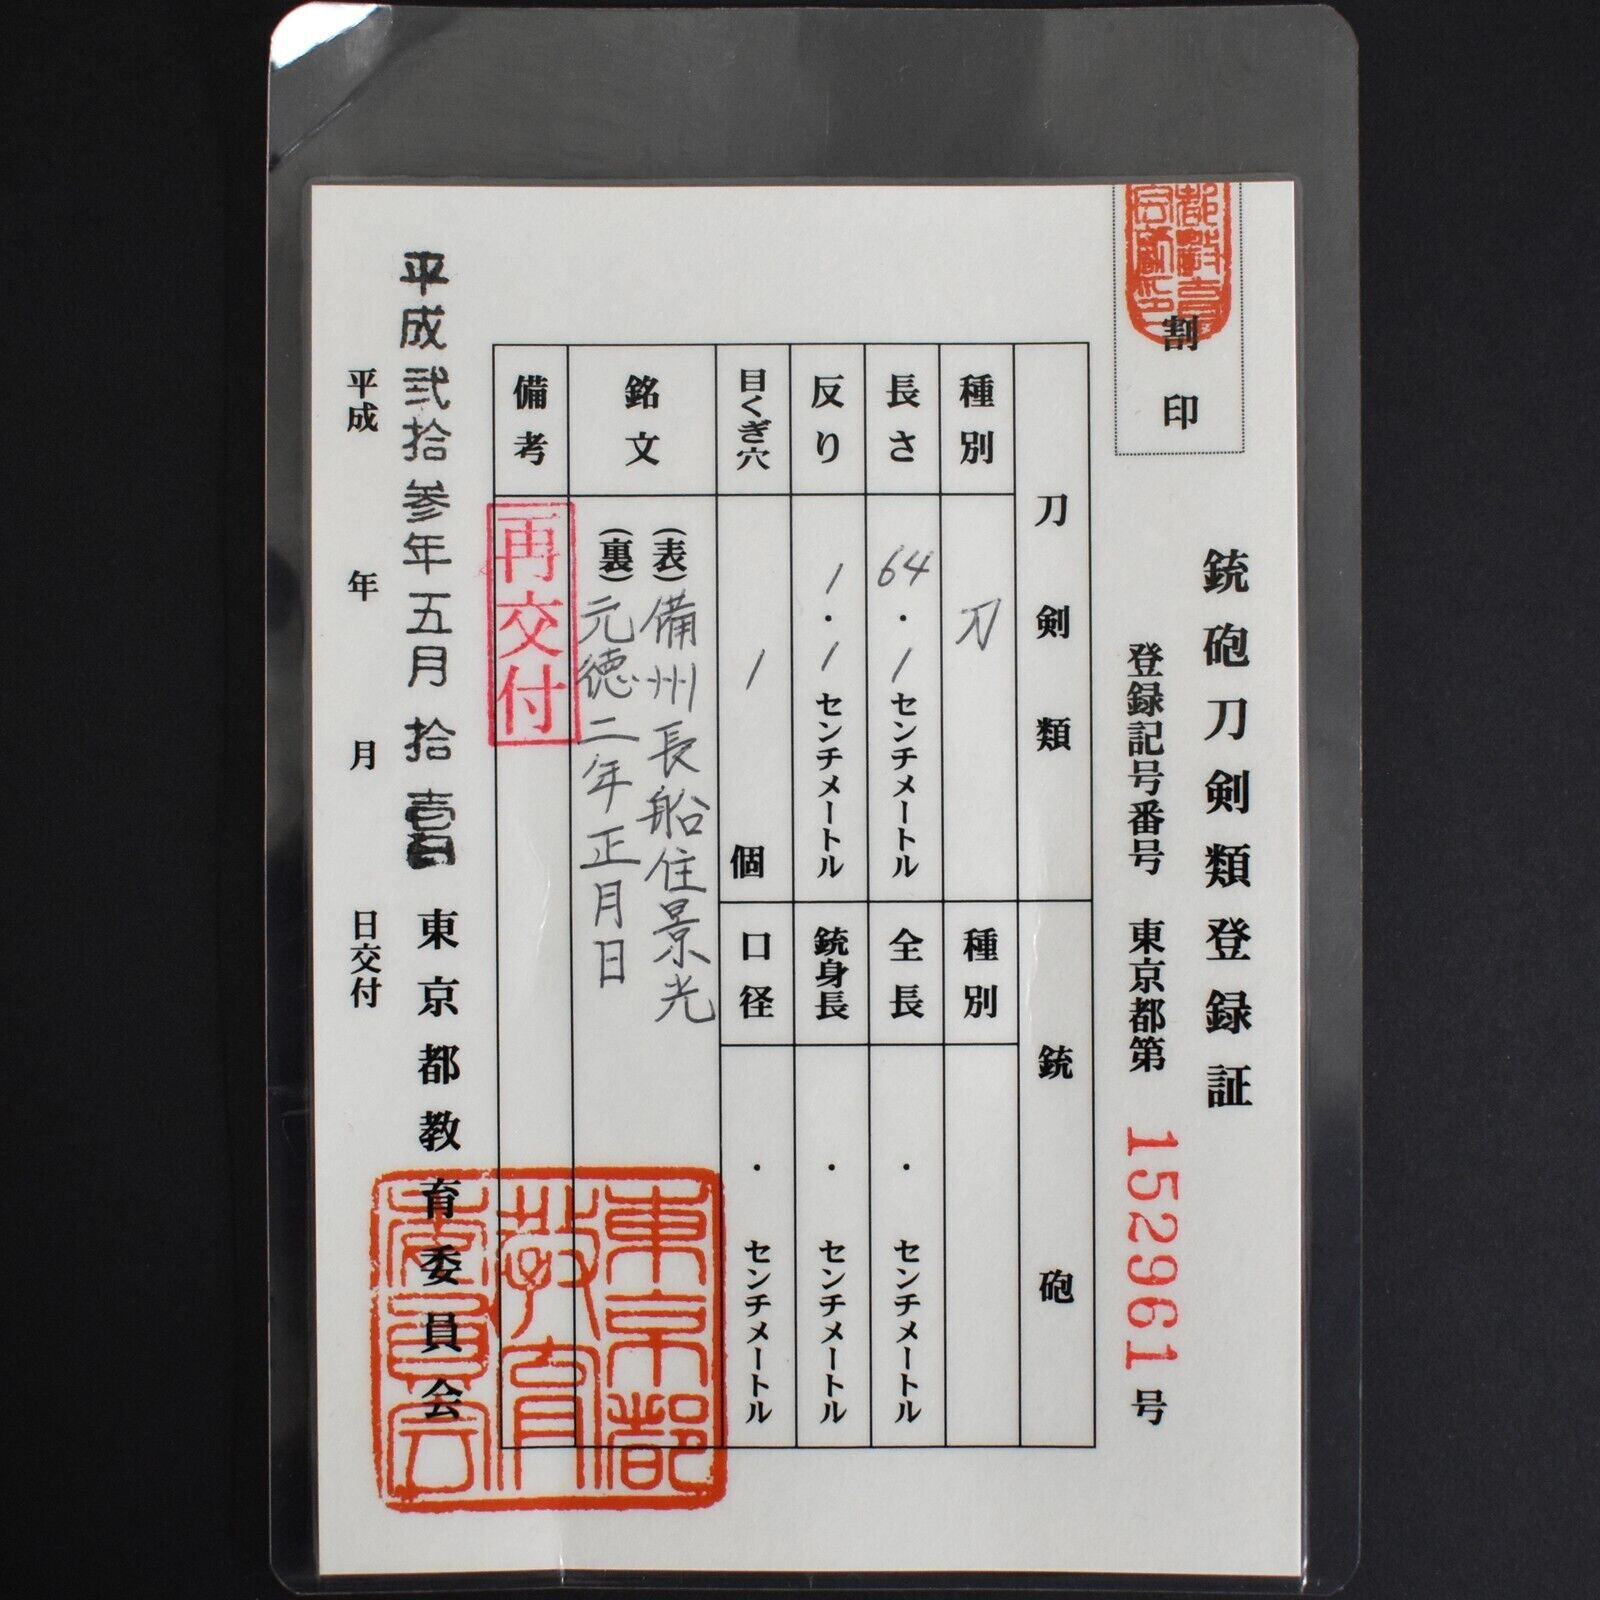 割印
銃砲刀剣類登録証
登録記号番号 東京都第 152961 号
刀剣類
銃砲
種別 刀
種別
長さ 64.1センチメートル
全長 ・センチメートル
反り 1.1センチメートル
銃身長 ・センチメートル
目くぎ穴 1個
口径 ・センチメートル
銘文
(表)備州長船住景光
(裏)元徳二年正月日
備考
再交付
平成弐拾参年五月拾壱日
東京都教育委員会
平成 年 月 日交付
東京都
教育
委員会